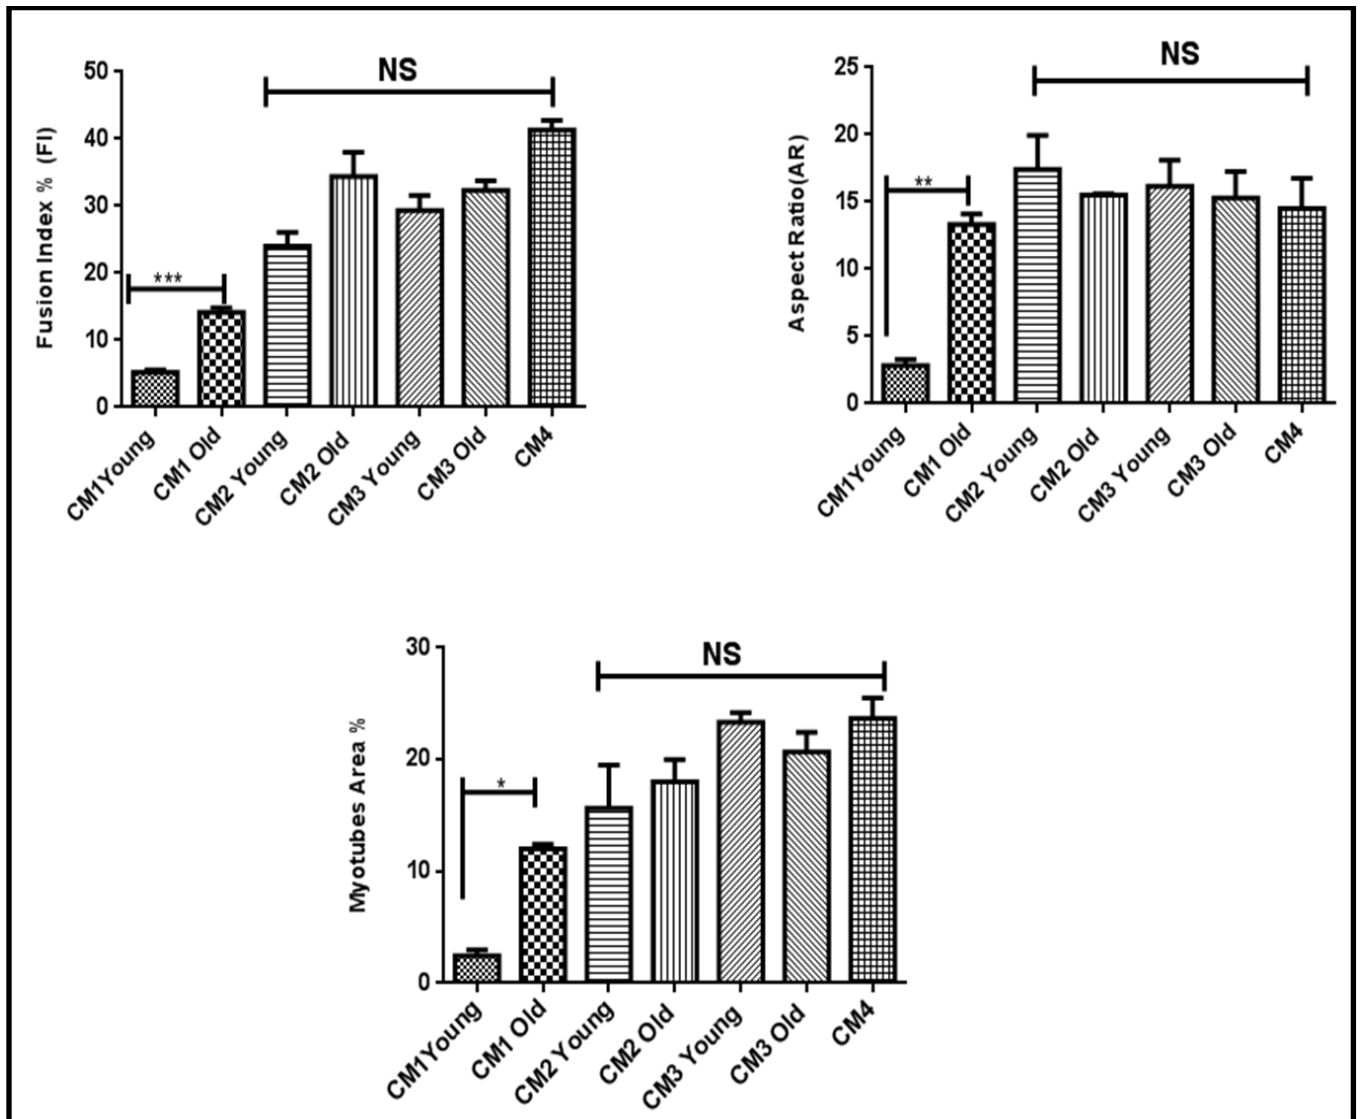 NS
50
40
30
20
10
0
Fusion Index % (FI)
***
CM1Young
CM1 Old
CM2 Young
CM2 Old
CM3 Young
CM3 Old
CM4
NS
25
20
15
10
5
0
Aspect Ratio(AR)
**
CM1Young
CM1 Old
CM2 Young
CM2 Old
CM3 Young
CM3 Old
CM4
NS
30
20
10
0
Myotubes Area %
*
CM1Young
CM1 Old
CM2 Young
CM2 Old
CM3 Young
CM3 Old
CM4